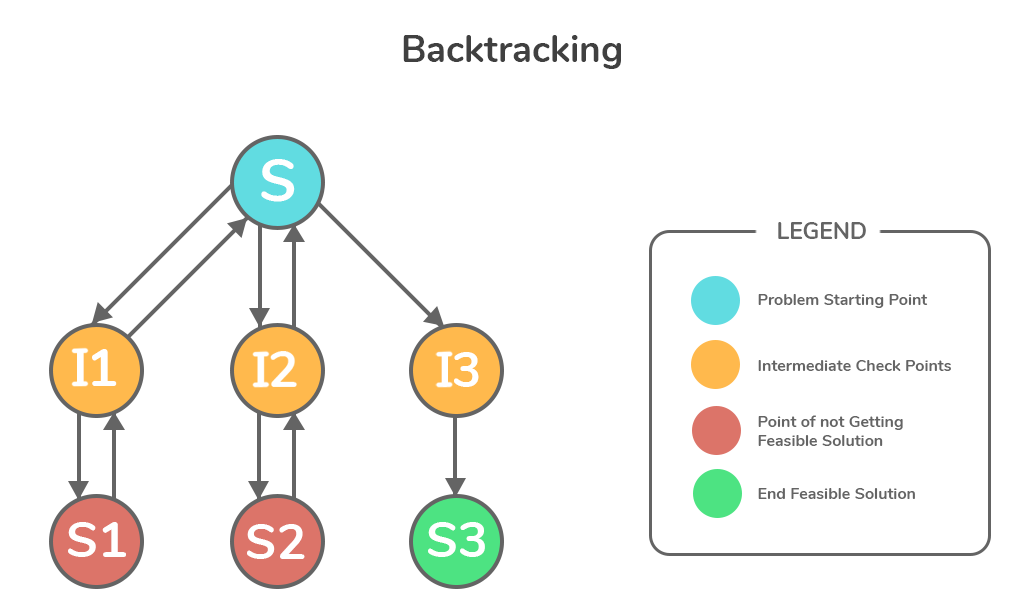 Backtracking
S
I1
I2
I3
S1
S2
S3
LEGEND
Problem Starting Point
Intermediate Check Points
Point of not Getting
Feasible Solution
End Feasible Solution